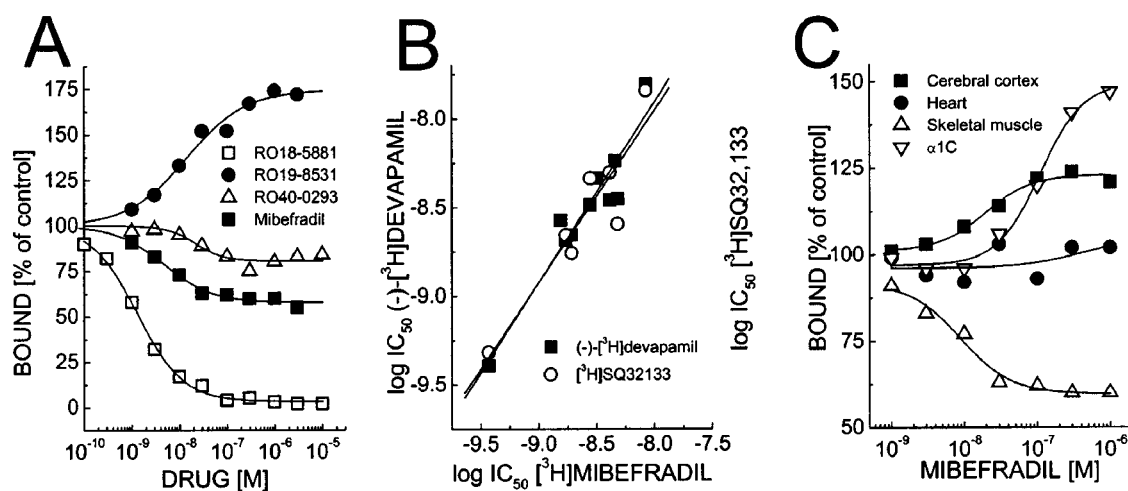 A
BOUND [% of control]
175
150
125
100
75
50
25
0
RO18-5881
RO19-8531
RO40-0293
Mibefradil
10⁻¹⁰ 10⁻⁹ 10⁻⁸ 10⁻⁷ 10⁻⁶ 10⁻⁵
DRUG [M]
B
log IC₅₀ (-)-[³H]DEVAPAMIL
-8.0
-8.5
-9.0
-9.5
(-)-[³H]devapamil
[³H]SQ32133
-9.5 -9.0 -8.5 -8.0 -7.5
log IC₅₀ [³H]MIBEFRADIL
log IC₅₀ [³H]SQ32,133
C
BOUND [% of control]
150
125
100
75
50
Cerebral cortex
Heart
Skeletal muscle
α1C
10⁻⁹ 10⁻⁸ 10⁻⁷ 10⁻⁶
MIBEFRADIL [M]